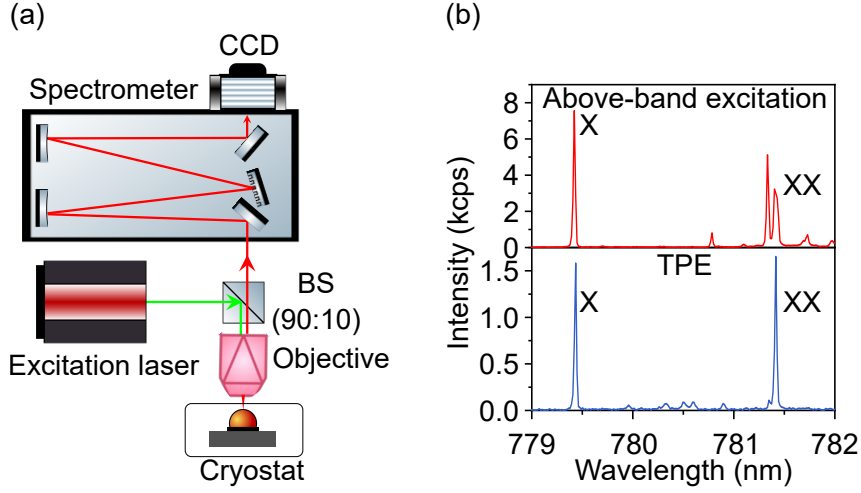 (a)
CCD
Spectrometer
BS
(90:10)
Excitation laser
Objective
Cryostat
(b)
Above-band excitation
X
XX
8
6
4
2
0
TPE
X
XX
1.5
1.0
0.5
0.0
Intensity (kcps)
779
780
781
782
Wavelength (nm)